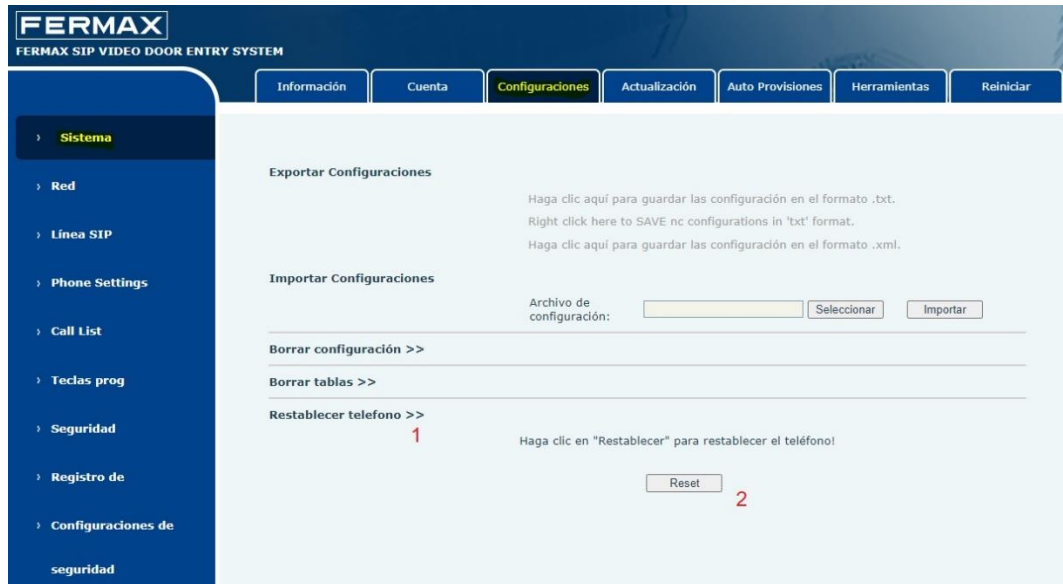 FERMAX
FERMAX SIP VIDEO DOOR ENTRY SYSTEM
Información Cuenta Configuraciones Actualización Auto Provisiones Herramientas Reiniciar
› Sistema
› Red
› Línea SIP
› Phone Settings
› Call List
› Teclas prog
› Seguridad
› Registro de
› Configuraciones de
seguridad
Exportar Configuraciones
Haga clic aquí para guardar las configuración en el formato .txt.
Right click here to SAVE nc configurations in 'txt' format.
Haga clic aquí para guardar las configuración en el formato .xml.
Importar Configuraciones
Archivo de
configuración: Seleccionar Importar
Borrar configuración >>
Borrar tablas >>
Restablecer telefono >>
1
Haga clic en "Restablecer" para restablecer el teléfono!
Reset
2